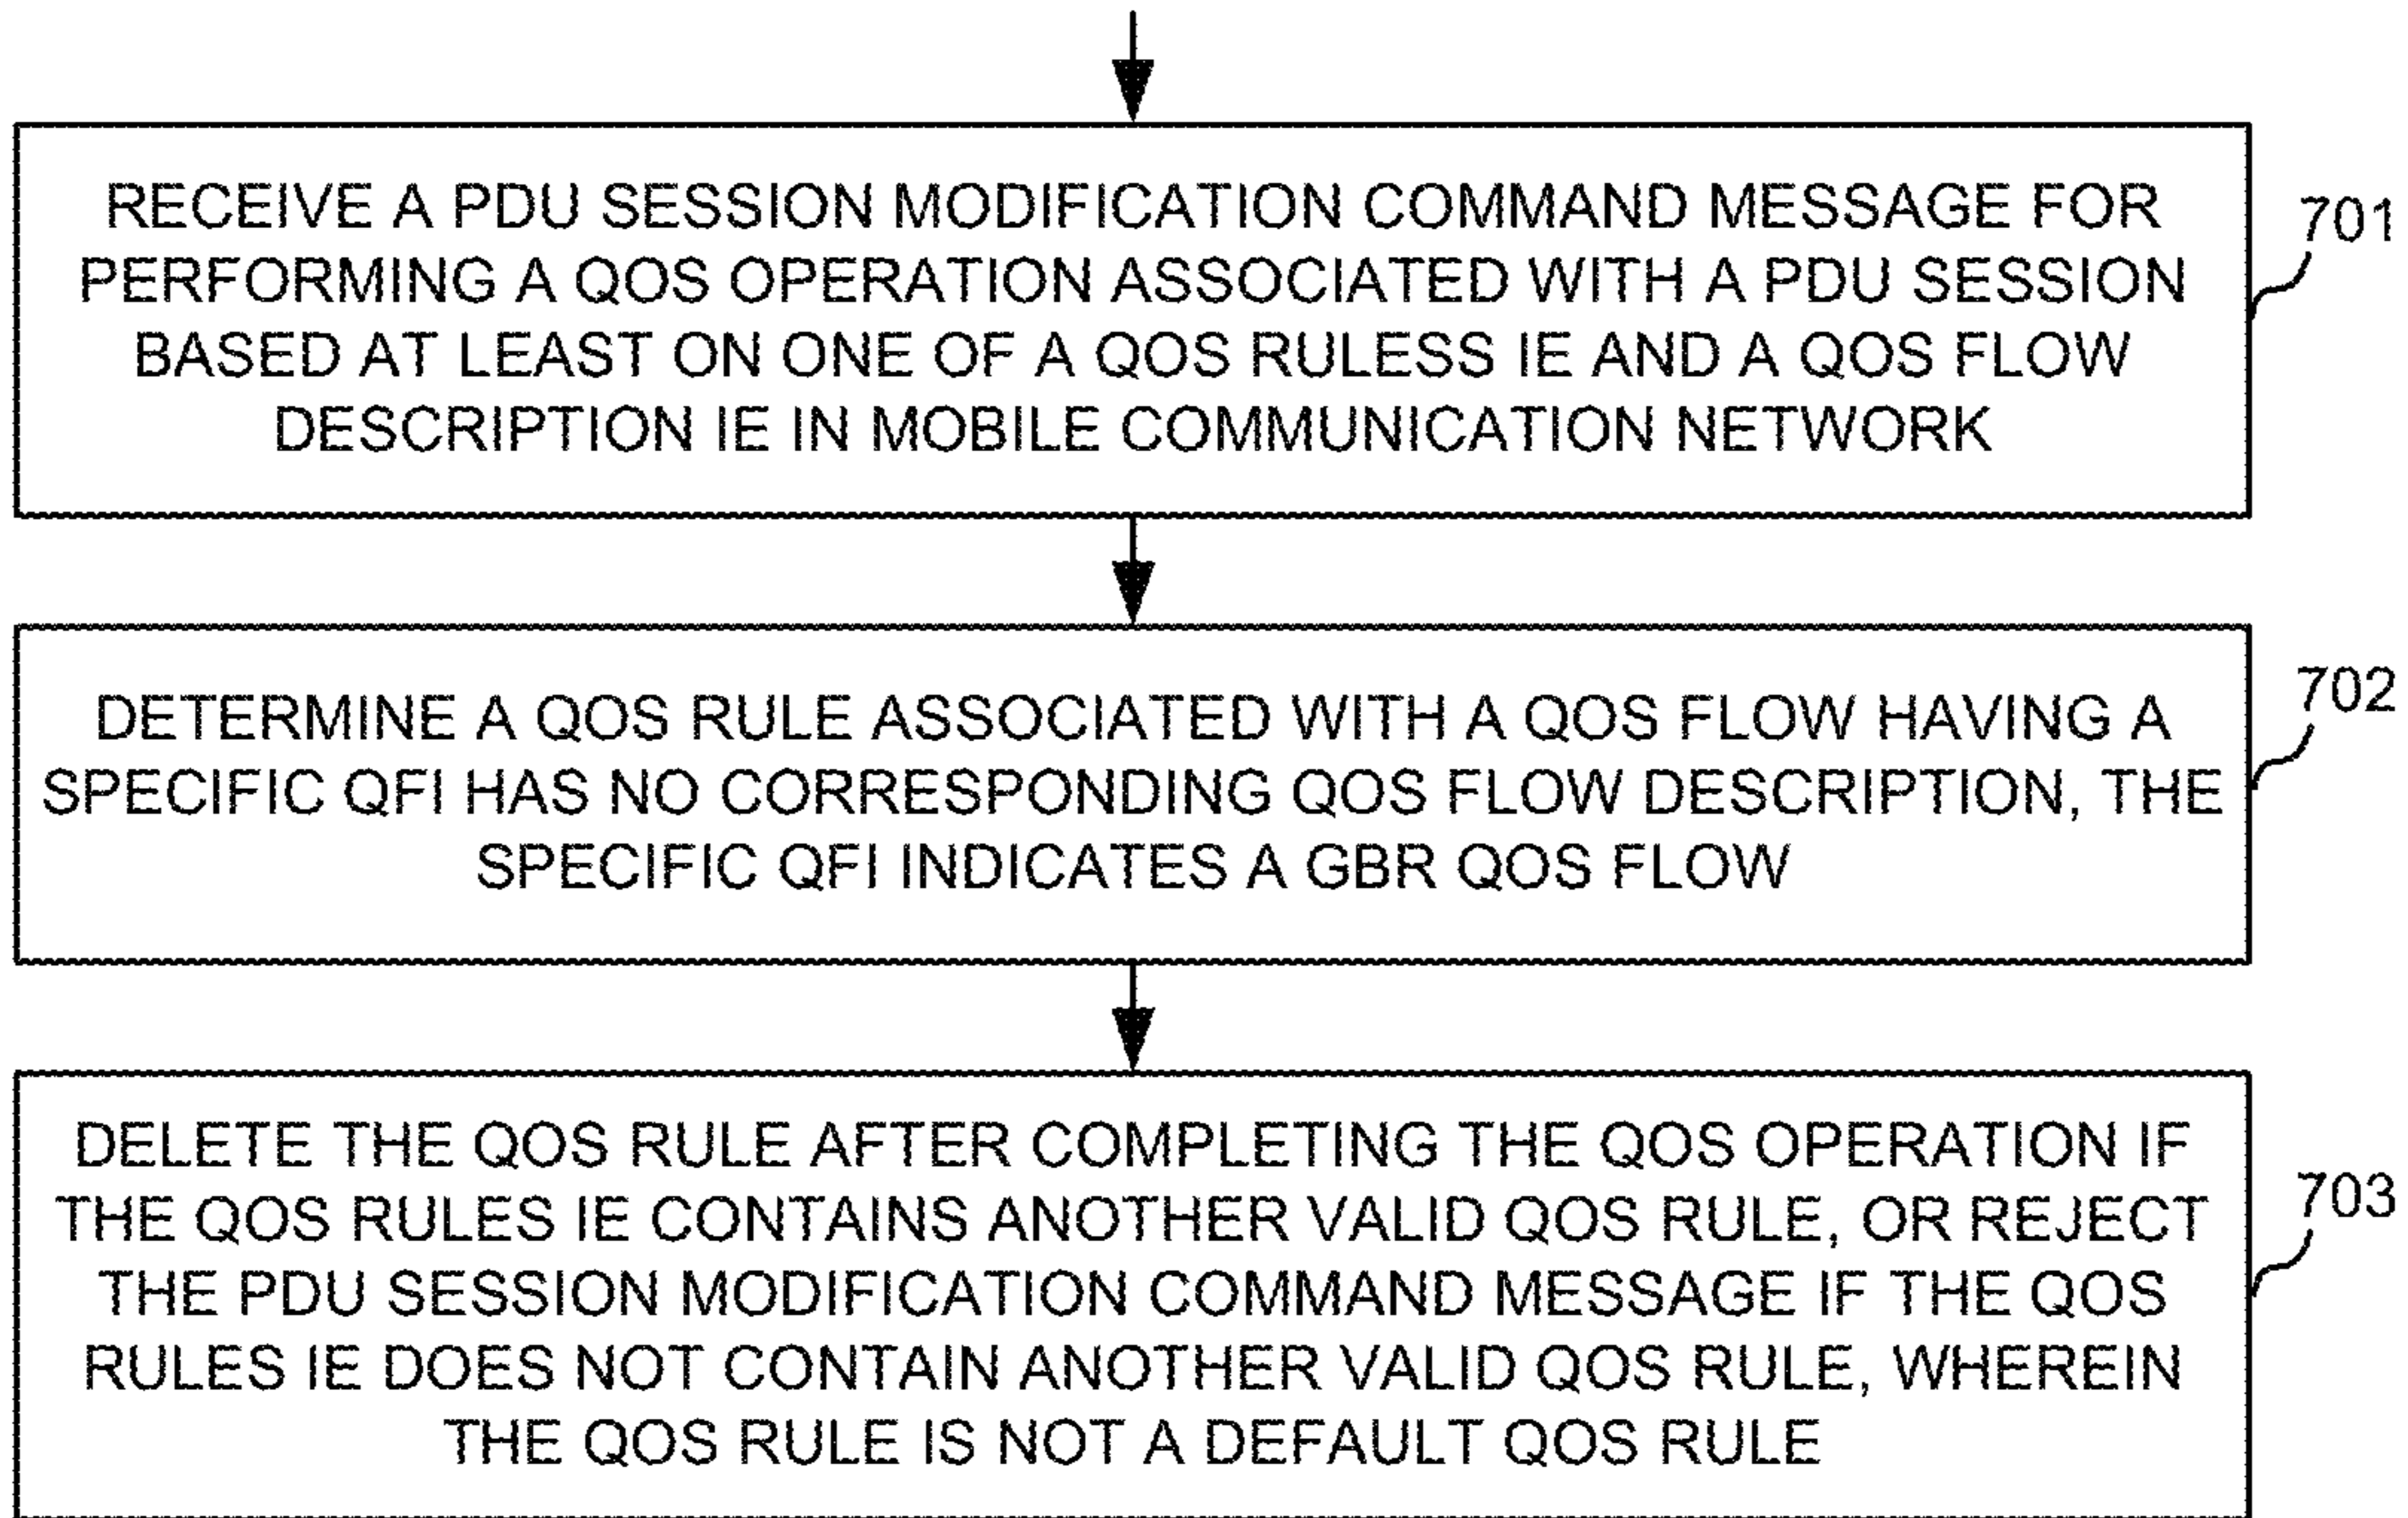 RECEIVE A PDU SESSION MODIFICATION COMMAND MESSAGE FOR
PERFORMING A QOS OPERATION ASSOCIATED WITH A PDU SESSION
BASED AT LEAST ON ONE OF A QOS RULESS IE AND A QOS FLOW
DESCRIPTION IE IN MOBILE COMMUNICATION NETWORK
701
DETERMINE A QOS RULE ASSOCIATED WITH A QOS FLOW HAVING A
SPECIFIC QFI HAS NO CORRESPONDING QOS FLOW DESCRIPTION, THE
SPECIFIC QFI INDICATES A GBR QOS FLOW
702
DELETE THE QOS RULE AFTER COMPLETING THE QOS OPERATION IF
THE QOS RULES IE CONTAINS ANOTHER VALID QOS RULE, OR REJECT
THE PDU SESSION MODIFICATION COMMAND MESSAGE IF THE QOS
RULES IE DOES NOT CONTAIN ANOTHER VALID QOS RULE, WHEREIN
THE QOS RULE IS NOT A DEFAULT QOS RULE
703